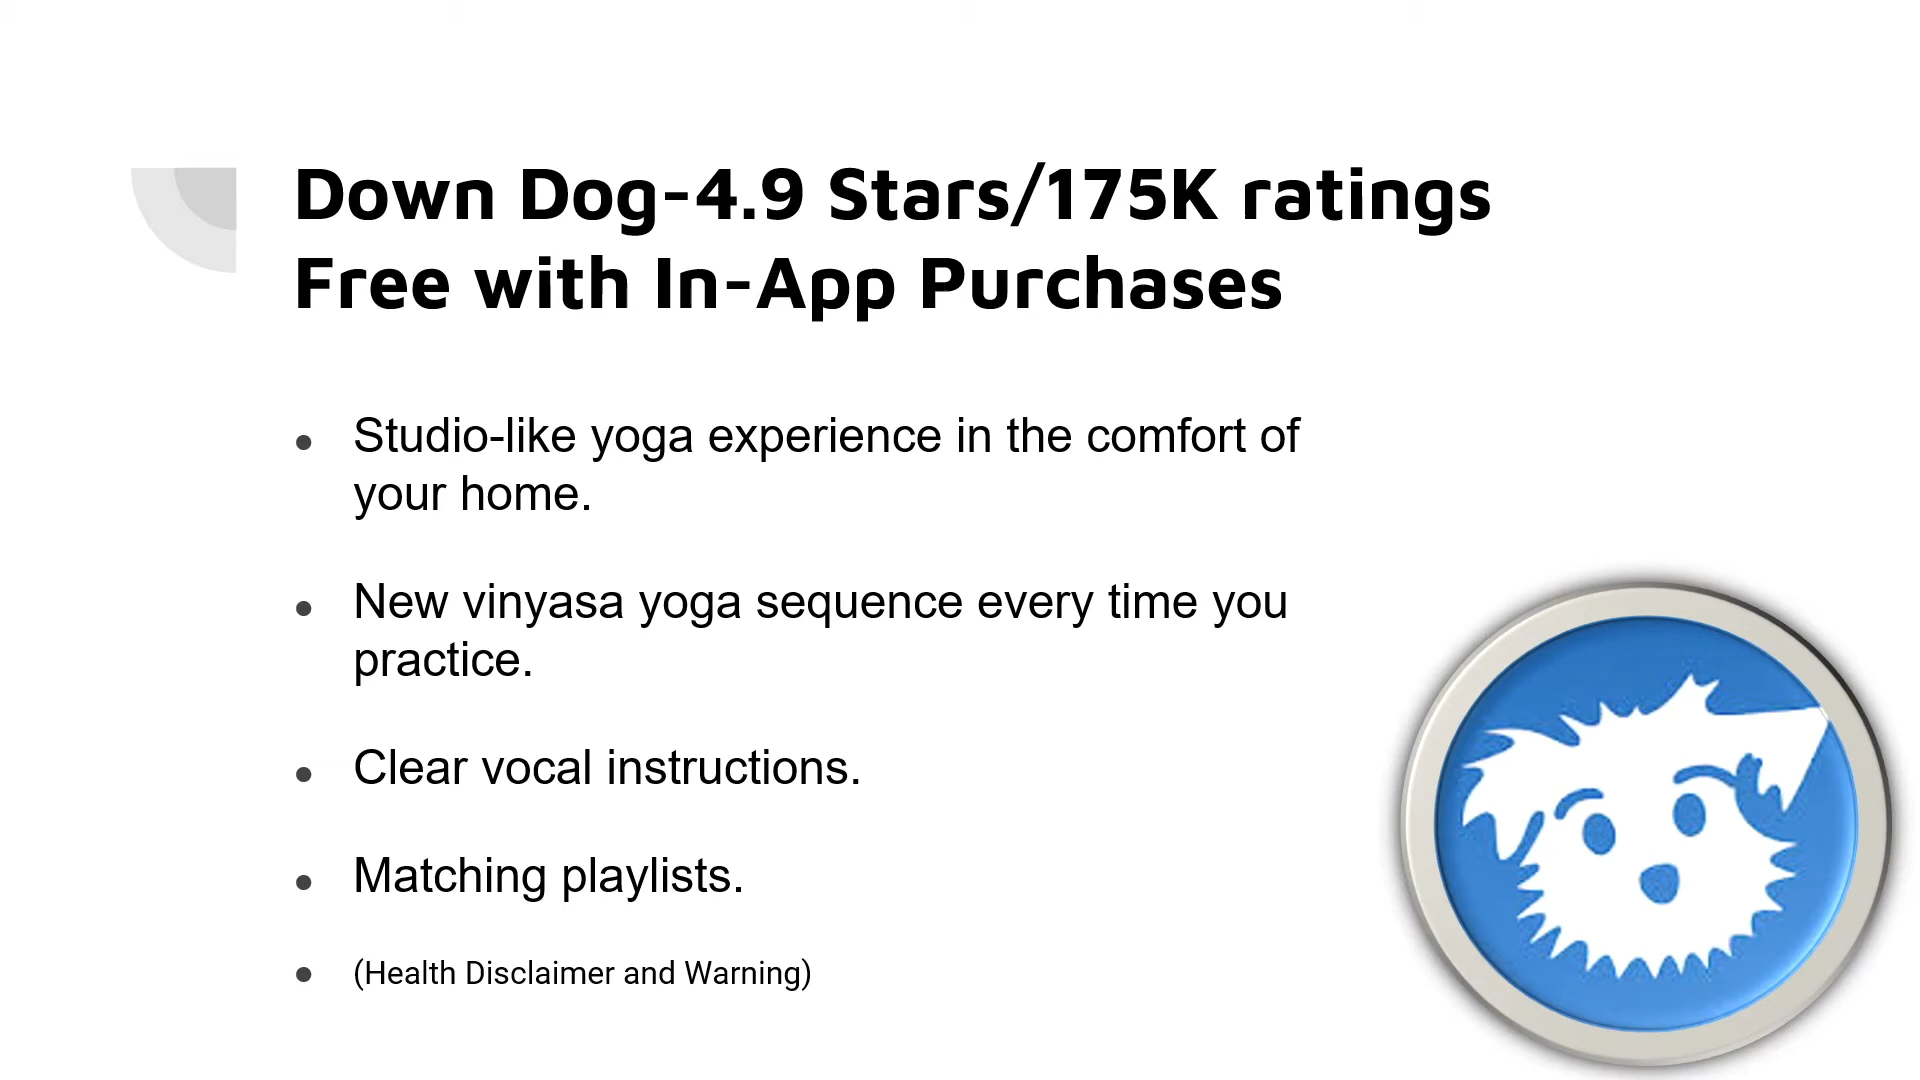 Down Dog-4.9 Stars/175K ratings
Free with In-App Purchases
● Studio-like yoga experience in the comfort of
your home.
● New vinyasa yoga sequence every time you
practice.
● Clear vocal instructions.
● Matching playlists.
● (Health Disclaimer and Warning)